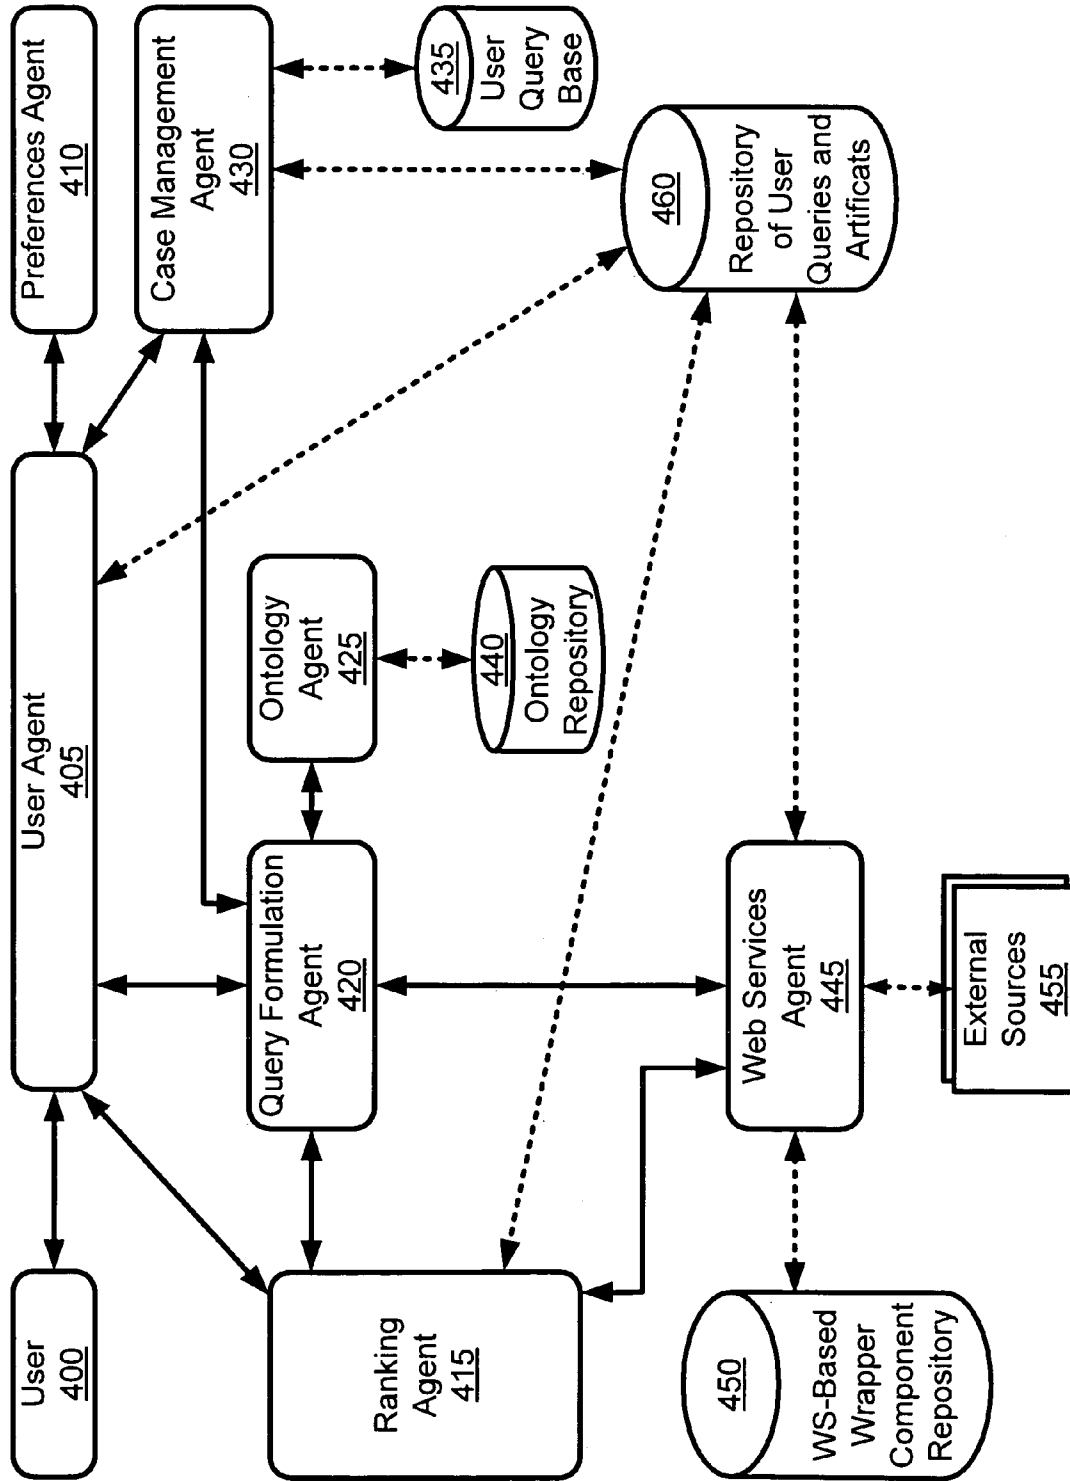 User
400
User Agent
405
Preferences Agent
410
Case Management
Agent
430
435
User
Query
Base
Ranking
Agent
415
Query Formulation
Agent
420
Ontology
Agent
425
440
Ontology
Repository
460
Repository
of User
Queries and
Artificats
450
WS-Based
Wrapper
Component
Repository
Web Services
Agent
445
External
Sources
455